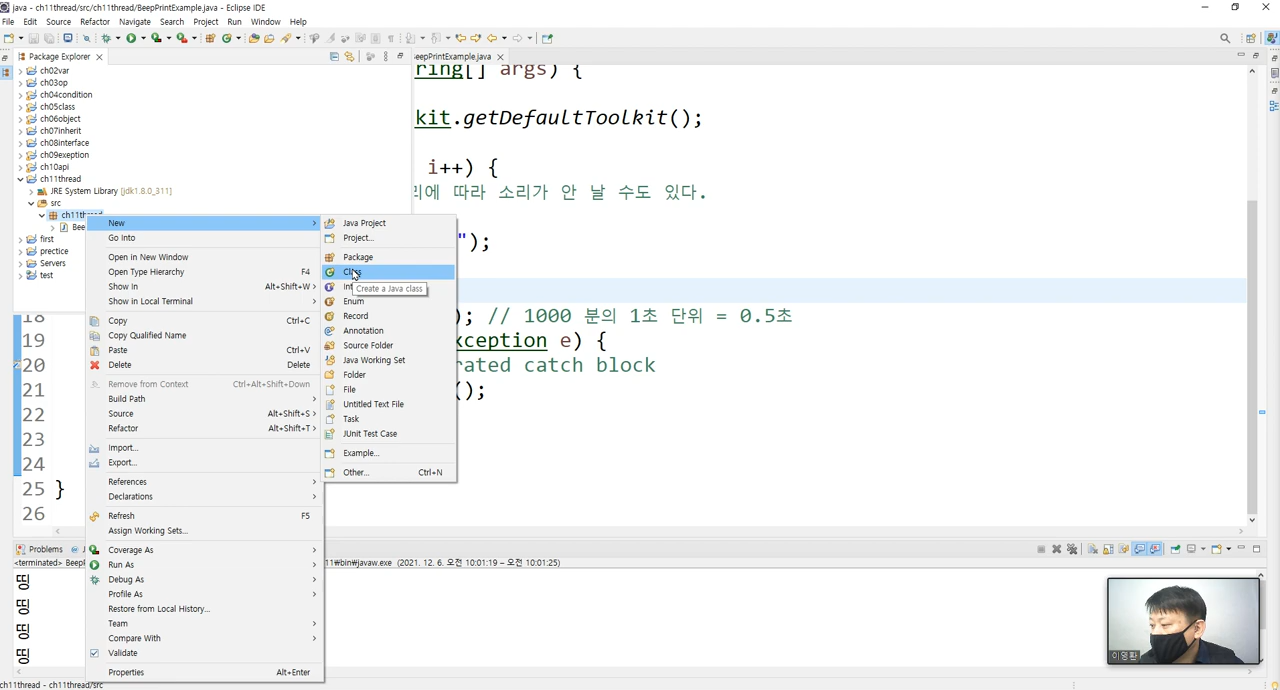 java - ch11thread/src/ch11thread/BeepPrintExample.java - Eclipse IDE
File Edit Source Refactor Navigate Search Project Run Window Help
Package Explorer
eepPrintExample.java
ch02var
ch03op
ch04condition
ch05class
ch06object
ch07inherit
ch08interface
ch09exeption
ch10api
ch11thread
JRE System Library [jdk1.8.0_311]
src
ch11thread
Bee
first
prectice
Servers
test
New
Go Into
Open in New Window
Open Type Hierarchy F4
Show In Alt+Shift+W
Show in Local Terminal
Copy Ctrl+C
Copy Qualified Name
Paste Ctrl+V
Delete Delete
Remove from Context Ctrl+Alt+Shift+Down
Build Path
Source Alt+Shift+S
Refactor Alt+Shift+T
Import...
Export...
References
Declarations
Refresh F5
Assign Working Sets...
Coverage As
Run As
Debug As
Profile As
Restore from Local History...
Team
Compare With
Validate
Properties Alt+Enter
Java Project
Project...
Package
Class
Int
Enum
Record
Annotation
Source Folder
Java Working Set
Folder
File
Untitled Text File
Task
JUnit Test Case
Example...
Other... Ctrl+N
Create a Java class
ring[] args) {
kit.getDefaultToolkit();
i++) {
에 따라 소리가 안 날 수도 있다.
");
); // 1000 분의 1초 단위 = 0.5초
xception e) {
rated catch block
();
18
19
20
21
22
23
24
25 }
26
Problems
<terminated> BeepP
11₩bin₩javaw.exe (2021. 12. 6. 오전 10:01:19 – 오전 10:01:25)
띵
띵
띵
띵
이영환
ch11thread - ch11thread/src